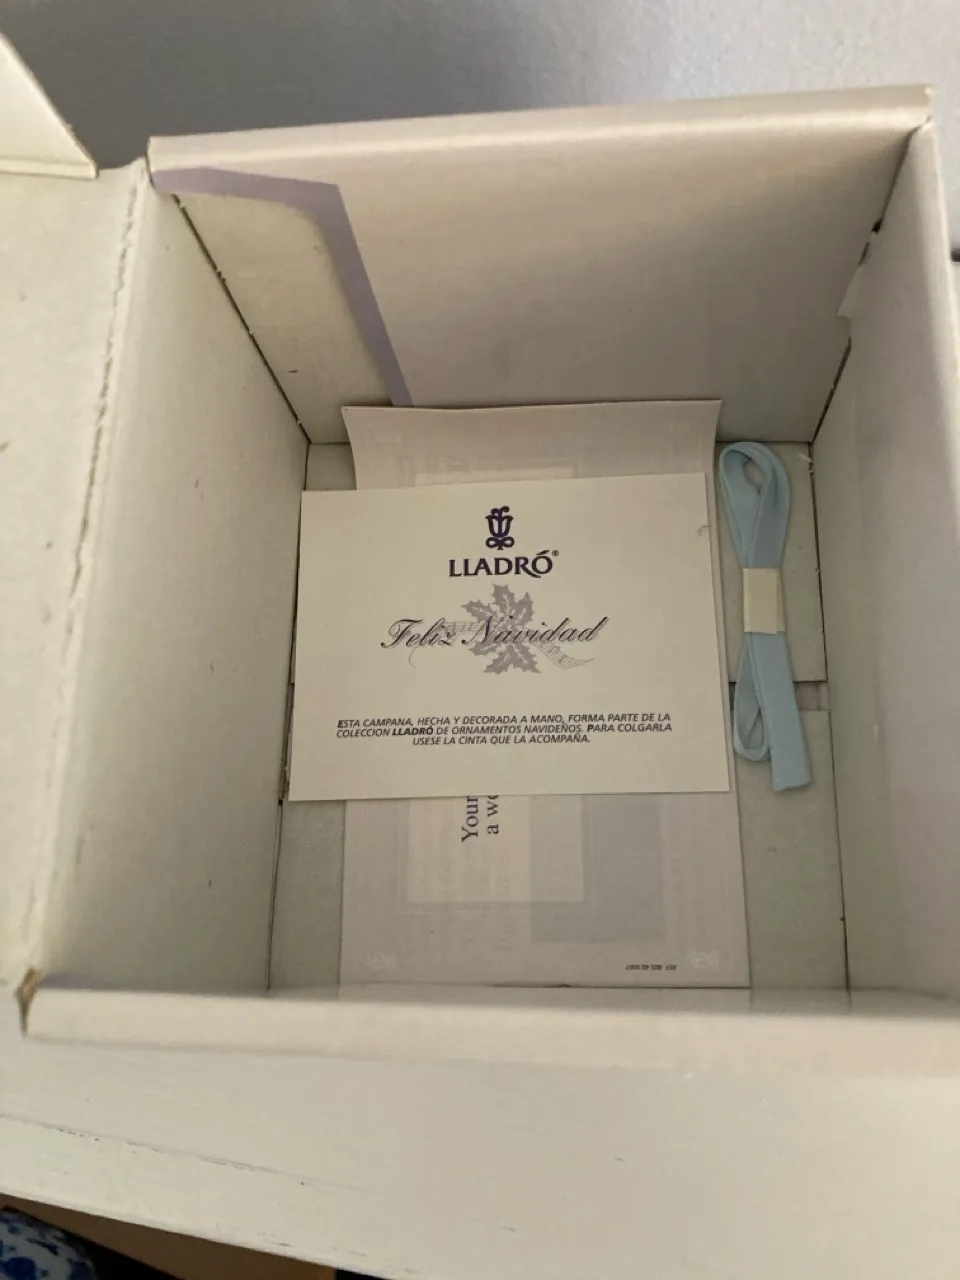 LLADRÓ®
Feliz Navidad
ESTA CAMPANA, HECHA Y DECORADA A MANO, FORMA PARTE DE LA
COLECCION LLADRÓ DE ORNAMENTOS NAVIDEÑOS. PARA COLGARLA
USESE LA CINTA QUE LA ACOMPAÑA.
Your
a